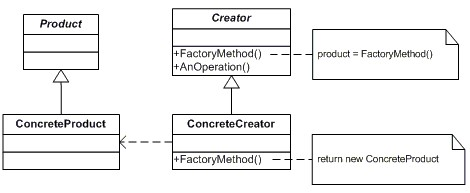 Product
Creator
+FactoryMethod()
+AnOperation()
product = FactoryMethod()
ConcreteProduct
ConcreteCreator
+FactoryMethod()
return new ConcreteProduct